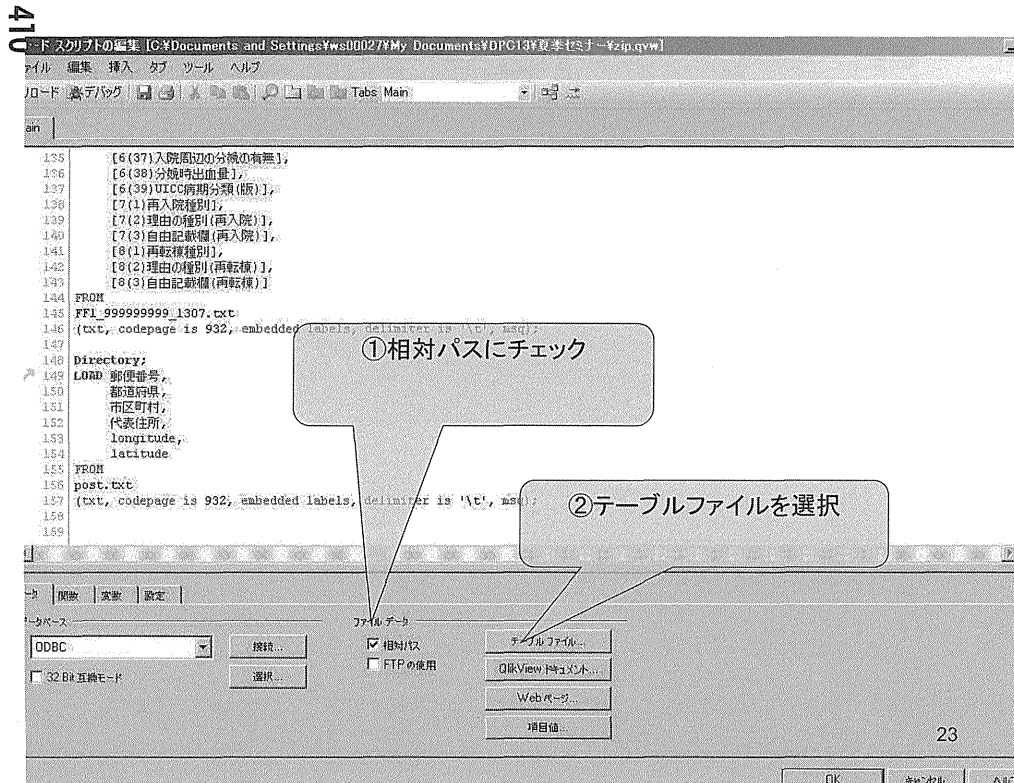 410
ード スクリプトの編集 [C:¥Documents and Settings¥ws00027¥My Documents¥DPC13¥夏季セミナー¥zip.qvw]
ァイル 編集 挿入 タブ ツール ヘルプ
リロード デバッグ Tabs Main
ain
135 [6(37)入院周辺の分娩の有無],
136 [6(38)分娩時出血量],
137 [6(39)UICC病期分類(版)],
138 [7(1)再入院種別],
139 [7(2)理由の種別(再入院)],
140 [7(3)自由記載欄(再入院)],
141 [8(1)再転棟種別],
142 [8(2)理由の種別(再転棟)],
143 [8(3)自由記載欄(再転棟)]
144 FROM
145 FF1_999999999_1307.txt
146 (txt, codepage is 932, embedded labels, delimiter is '\t', msq);
147
①相対パスにチェック
148 Directory;
149 LOAD 郵便番号,
150 都道府県,
151 市区町村,
152 代表住所,
153 longitude,
154 latitude
155 FROM
156 post.txt
157 (txt, codepage is 932, embedded labels, delimiter is '\t', msq);
158
159
②テーブルファイルを選択
タ 関数 変数 設定
ータベース
ファイル データ
ODBC 接続... 相対パス テーブル ファイル...
32 Bit 互換モード 選択... FTP の使用 QlikView ドキュメント...
Web ページ...
項目値...
23
OK キャンセル ヘル